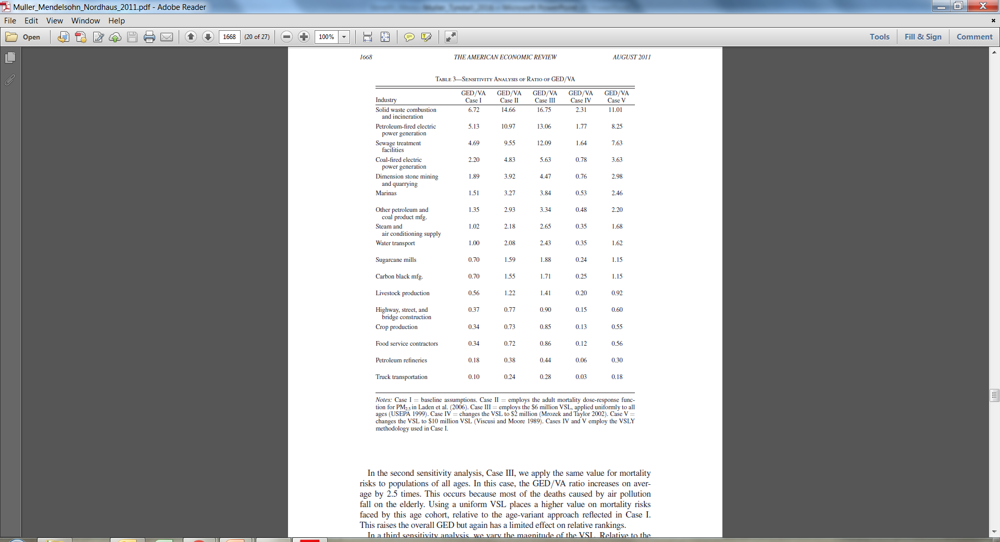 Muller_Mendelsohn_Nordhaus_2011.pdf - Adobe Reader
File Edit View Window Help
Open 1668 (20 of 27) 100% Tools Fill & Sign Comment
1668 THE AMERICAN ECONOMIC REVIEW AUGUST 2011
Table 3—Sensitivity Analysis of Ratio of GED/VA
GED/VA GED/VA GED/VA GED/VA GED/VA
Industry Case I Case II Case III Case IV Case V
Solid waste combustion 6.72 14.66 16.75 2.31 11.01
and incineration
Petroleum-fired electric 5.13 10.97 13.06 1.77 8.25
power generation
Sewage treatment 4.69 9.55 12.09 1.64 7.63
facilities
Coal-fired electric 2.20 4.83 5.63 0.78 3.63
power generation
Dimension stone mining 1.89 3.92 4.47 0.76 2.98
and quarrying
Marinas 1.51 3.27 3.84 0.53 2.46
Other petroleum and 1.35 2.93 3.34 0.48 2.20
coal product mfg.
Steam and 1.02 2.18 2.65 0.35 1.68
air conditioning supply
Water transport 1.00 2.08 2.43 0.35 1.62
Sugarcane mills 0.70 1.59 1.88 0.24 1.15
Carbon black mfg. 0.70 1.55 1.71 0.25 1.15
Livestock production 0.56 1.22 1.41 0.20 0.92
Highway, street, and 0.37 0.77 0.90 0.15 0.60
bridge construction
Crop production 0.34 0.73 0.85 0.13 0.55
Food service contractors 0.34 0.72 0.86 0.12 0.56
Petroleum refineries 0.18 0.38 0.44 0.06 0.30
Truck transportation 0.10 0.24 0.28 0.03 0.18
Notes: Case I = baseline assumptions. Case II = employs the adult mortality dose-response func-
tion for PM2.5 in Laden et al. (2006). Case III = employs the $6 million VSL, applied uniformly to all
ages (USEPA 1999). Case IV = changes the VSL to $2 million (Mrozek and Taylor 2002). Case V =
changes the VSL to $10 million VSL (Viscusi and Moore 1989). Cases IV and V employ the VSLY
methodology used in Case I.
In the second sensitivity analysis, Case III, we apply the same value for mortality
risks to populations of all ages. In this case, the GED/VA ratio increases on aver-
age by 2.5 times. This occurs because most of the deaths caused by air pollution
fall on the elderly. Using a uniform VSL places a higher value on mortality risks
faced by this age cohort, relative to the age-variant approach reflected in Case I.
This raises the overall GED but again has a limited effect on relative rankings.
In a third sensitivity analysis, we vary the magnitude of the VSL. Relative to the